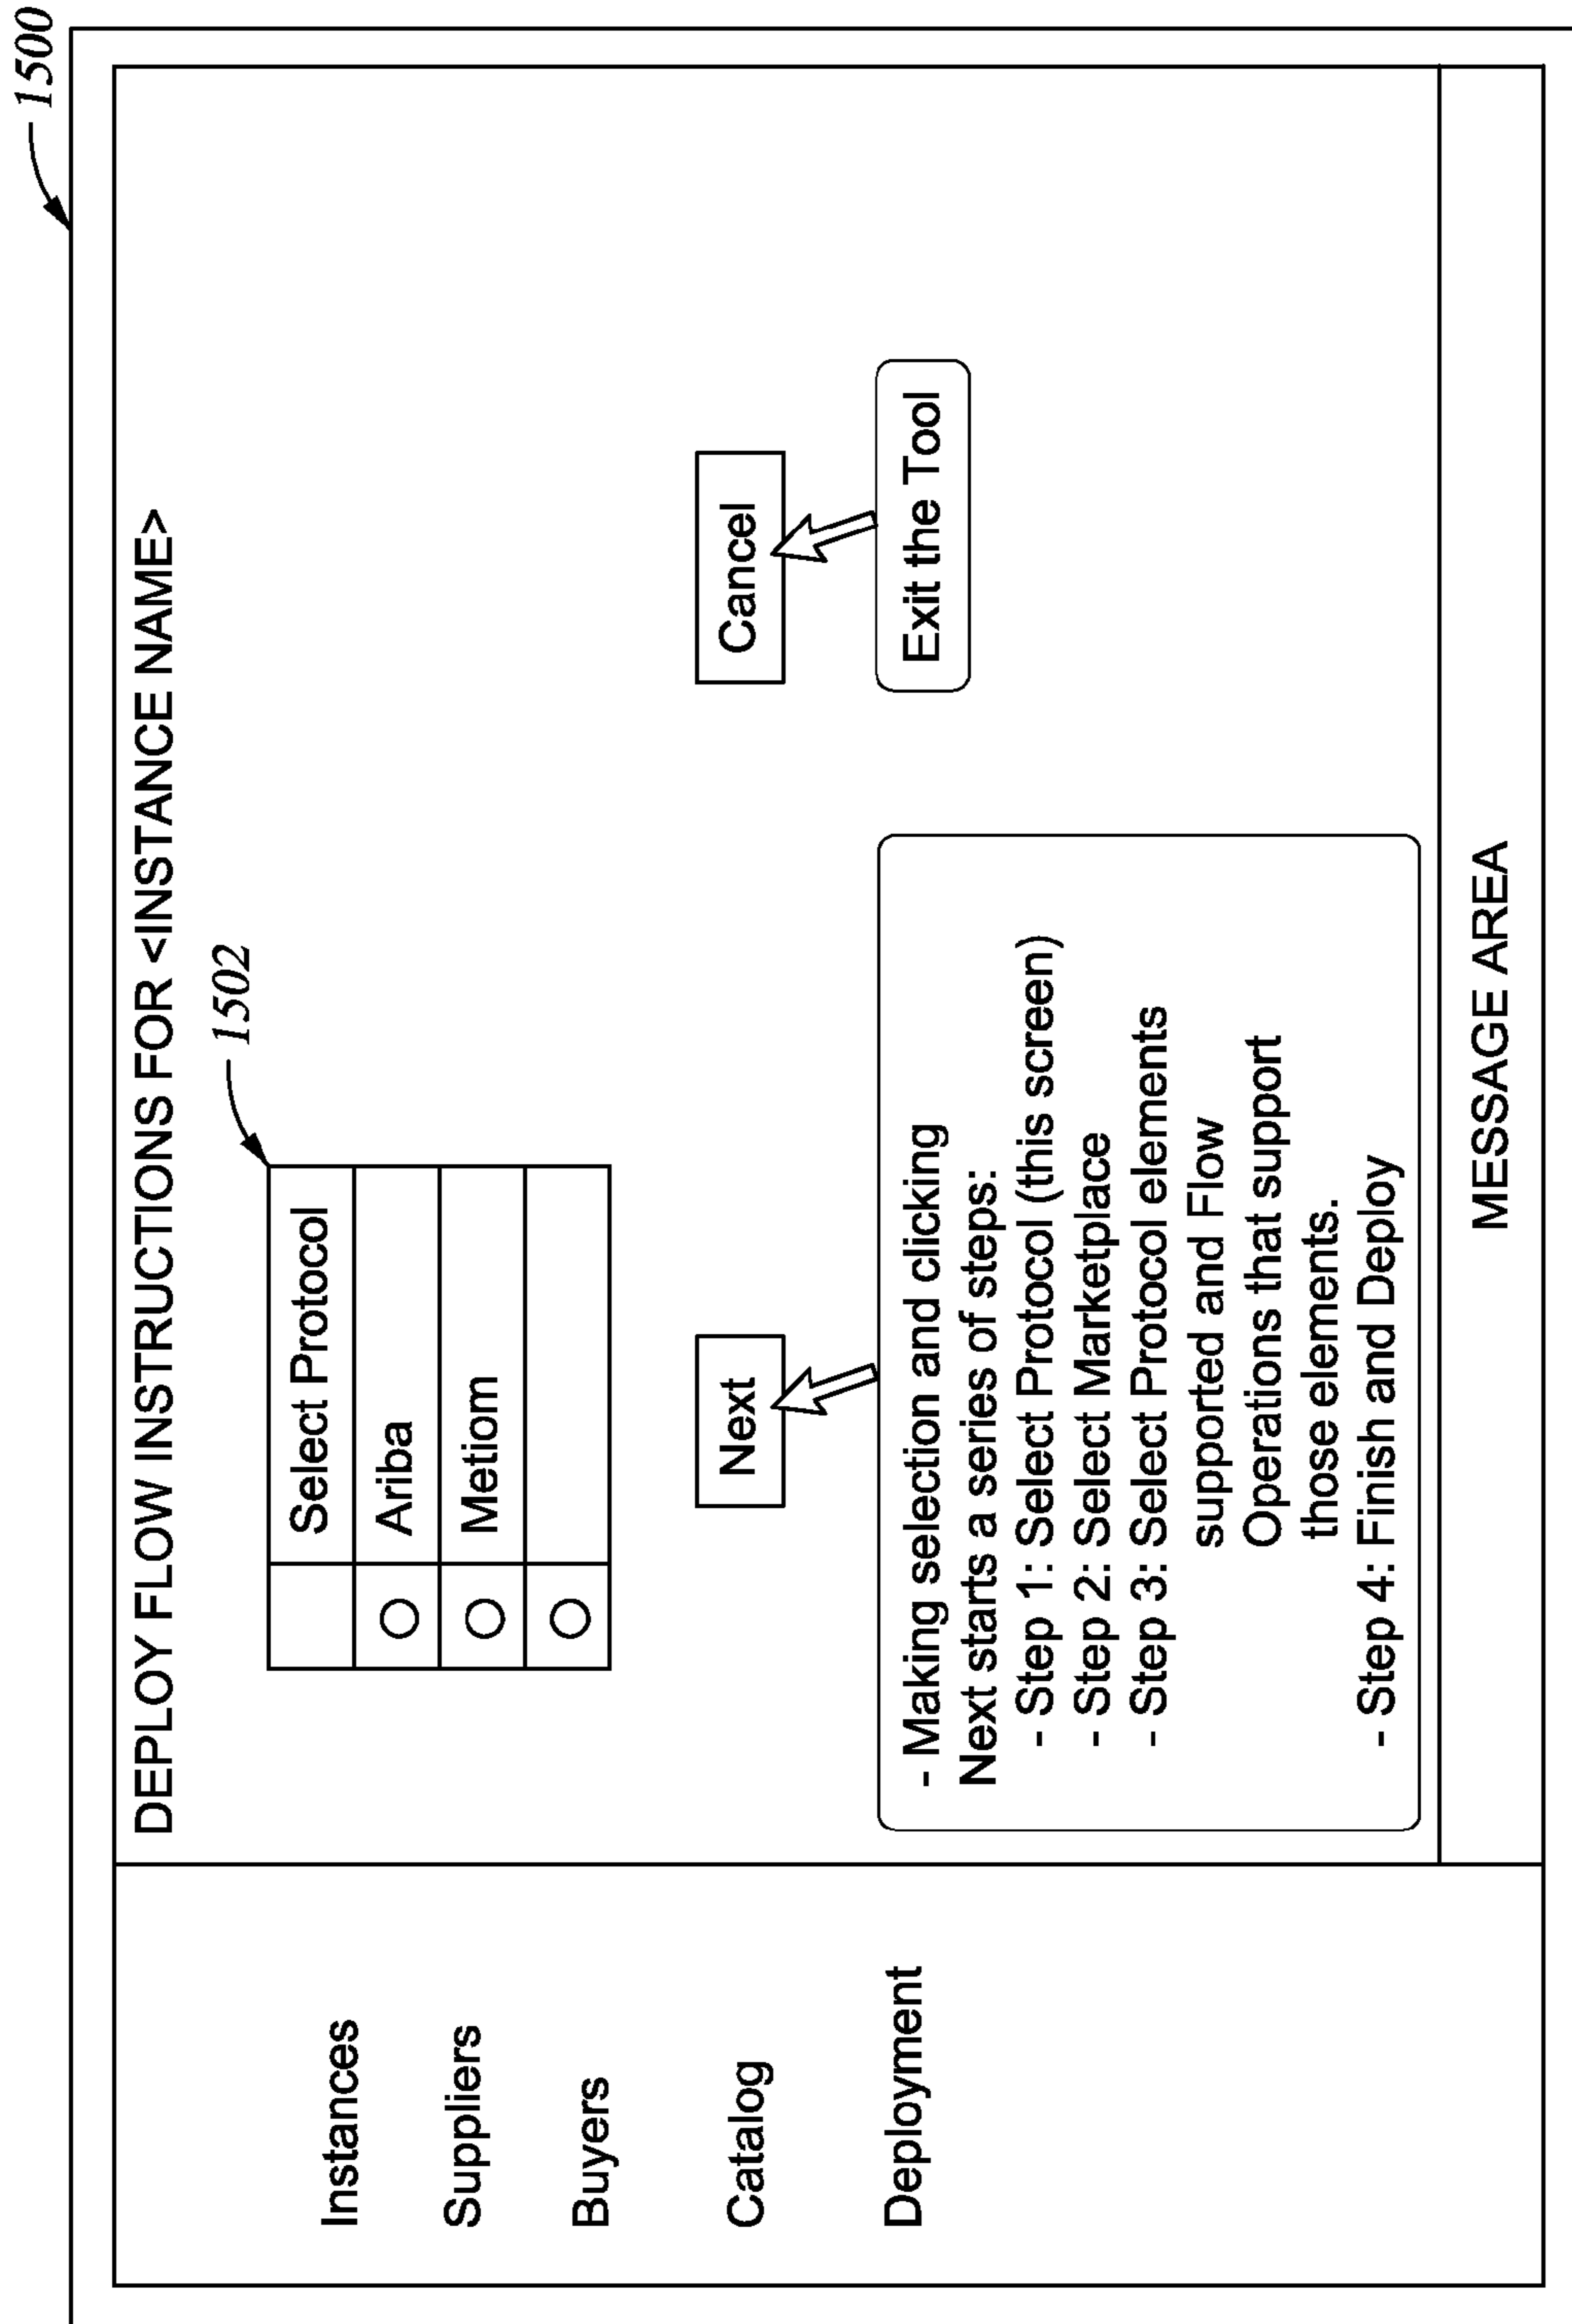 1500
DEPLOY FLOW INSTRUCTIONS FOR <INSTANCE NAME>
Instances
Suppliers
Buyers
Catalog
Deployment
1502
Select Protocol
Ariba
Metiom
Next
Cancel
- Making selection and clicking
Next starts a series of steps:
- Step 1: Select Protocol (this screen)
- Step 2: Select Marketplace
- Step 3: Select Protocol elements
supported and Flow
Operations that support
those elements.
- Step 4: Finish and Deploy
Exit the Tool
MESSAGE AREA